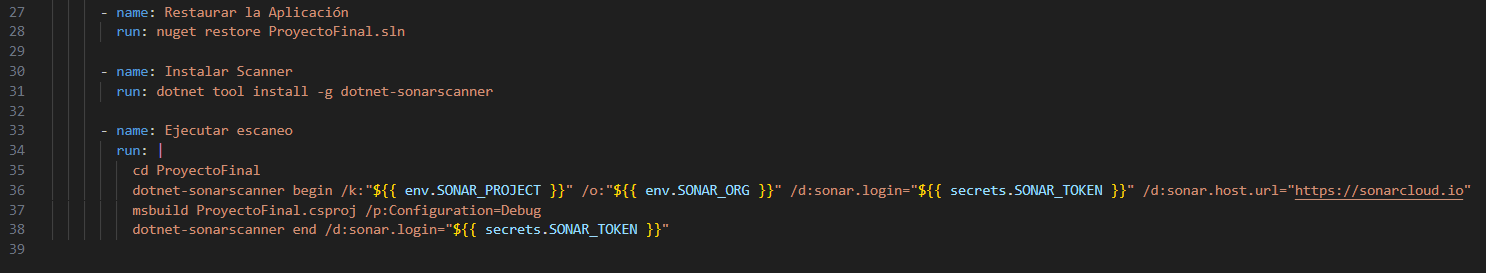 27 - name: Restaurar la Aplicación
28 run: nuget restore ProyectoFinal.sln
29
30 - name: Instalar Scanner
31 run: dotnet tool install -g dotnet-sonarscanner
32
33 - name: Ejecutar escaneo
34 run: |
35 cd ProyectoFinal
36 dotnet-sonarscanner begin /k:"${{ env.SONAR_PROJECT }}" /o:"${{ env.SONAR_ORG }}" /d:sonar.login="${{ secrets.SONAR_TOKEN }}" /d:sonar.host.url="https://sonarcloud.io"
37 msbuild ProyectoFinal.csproj /p:Configuration=Debug
38 dotnet-sonarscanner end /d:sonar.login="${{ secrets.SONAR_TOKEN }}"
39